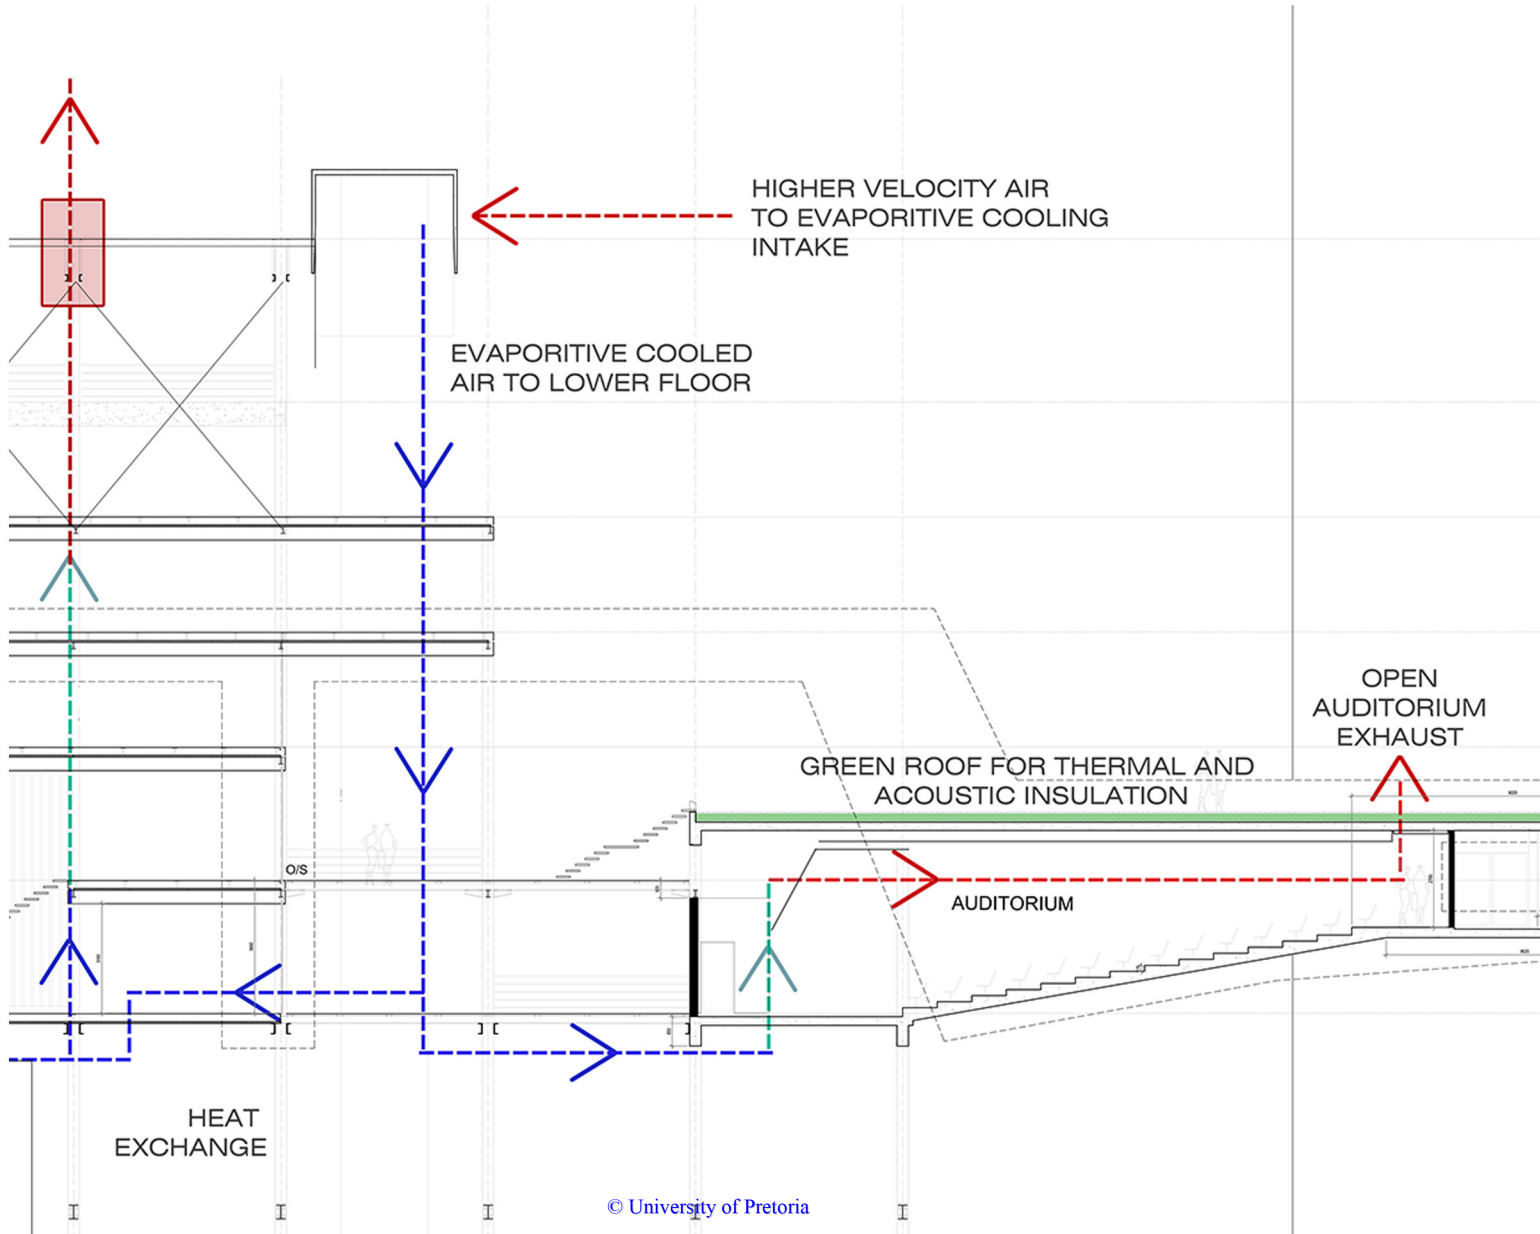 HIGHER VELOCITY AIR
TO EVAPORITIVE COOLING
INTAKE
EVAPORITIVE COOLED
AIR TO LOWER FLOOR
OPEN
AUDITORIUM
EXHAUST
GREEN ROOF FOR THERMAL AND
ACOUSTIC INSULATION
O/S
AUDITORIUM
HEAT
EXCHANGE
© University of Pretoria